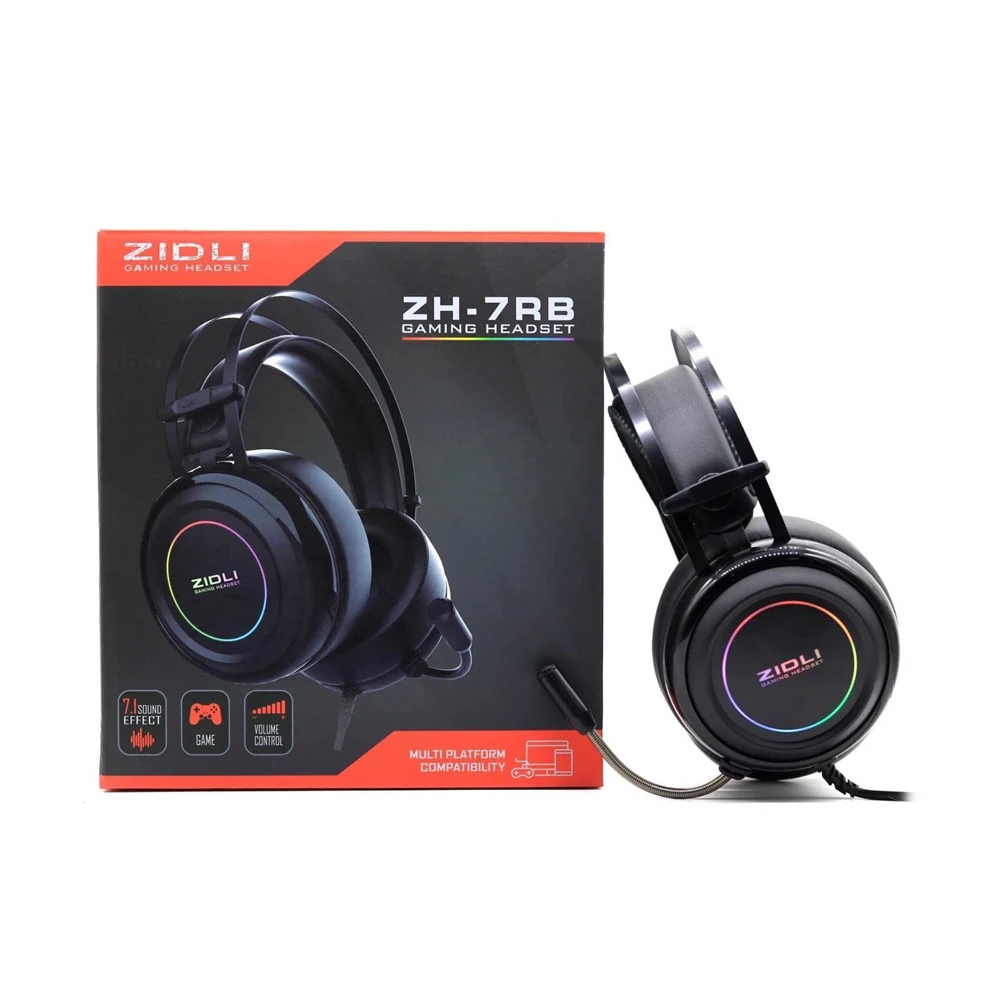 ZIDLI
GAMING HEADSET
ZH-7RB
GAMING HEADSET
ZIDLI
GAMING HEADSET
7.1 SOUND
EFFECT
GAME
VOLUME
CONTROL
MULTI PLATFORM
COMPATIBILITY
ZIDLI
GAMING HEADSET